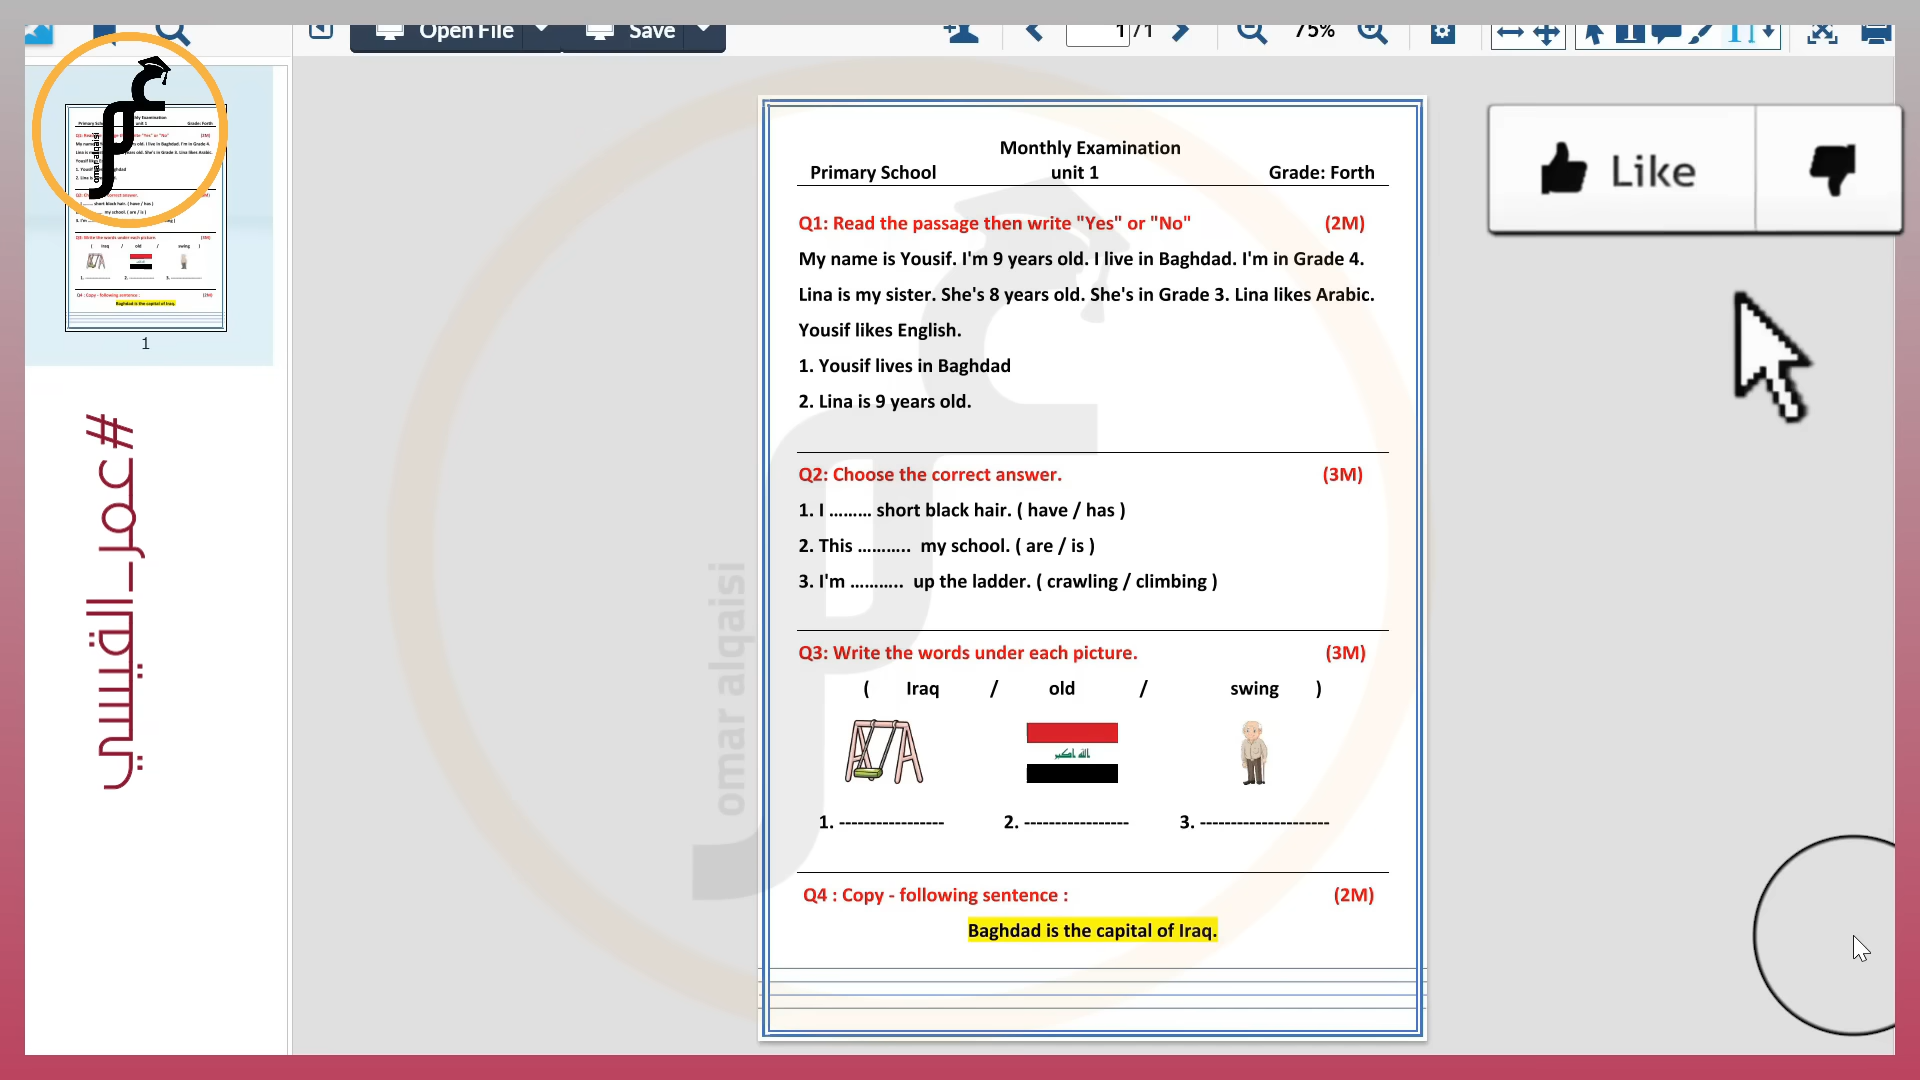 Open File
Save
1 / 1
75%
Monthly Examination
Primary School unit 1 Grade: Forth
Q1: Read the passage then write "Yes" or "No" (2M)
My name is Yousif. I'm 9 years old. I live in Baghdad. I'm in Grade 4.
Lina is my sister. She's 8 years old. She's in Grade 3. Lina likes Arabic.
Yousif likes English.
1. Yousif lives in Baghdad
2. Lina is 9 years old.
Q2: Choose the correct answer. (3M)
1. I ......... short black hair. ( have / has )
2. This ........... my school. ( are / is )
3. I'm ........... up the ladder. ( crawling / climbing )
Q3: Write the words under each picture. (3M)
( Iraq / old / swing )
الله اكبر
1. ----------------- 2. ----------------- 3. ---------------------
Q4 : Copy - following sentence : (2M)
Baghdad is the capital of Iraq.
Like
1
#عمر_القيسي
عمر
omar alqaisi
omar alqaisi